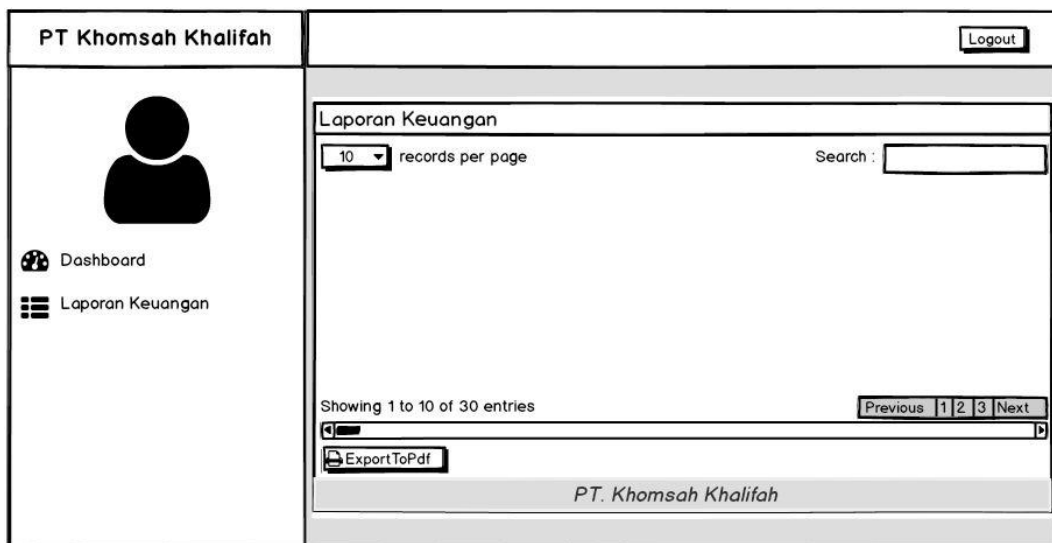 PT Khomsah Khalifah
Logout
Dashboard
Laporan Keuangan
Laporan Keuangan
10 records per page
Search :
Showing 1 to 10 of 30 entries
Previous 1 2 3 Next
ExportToPdf
PT. Khomsah Khalifah